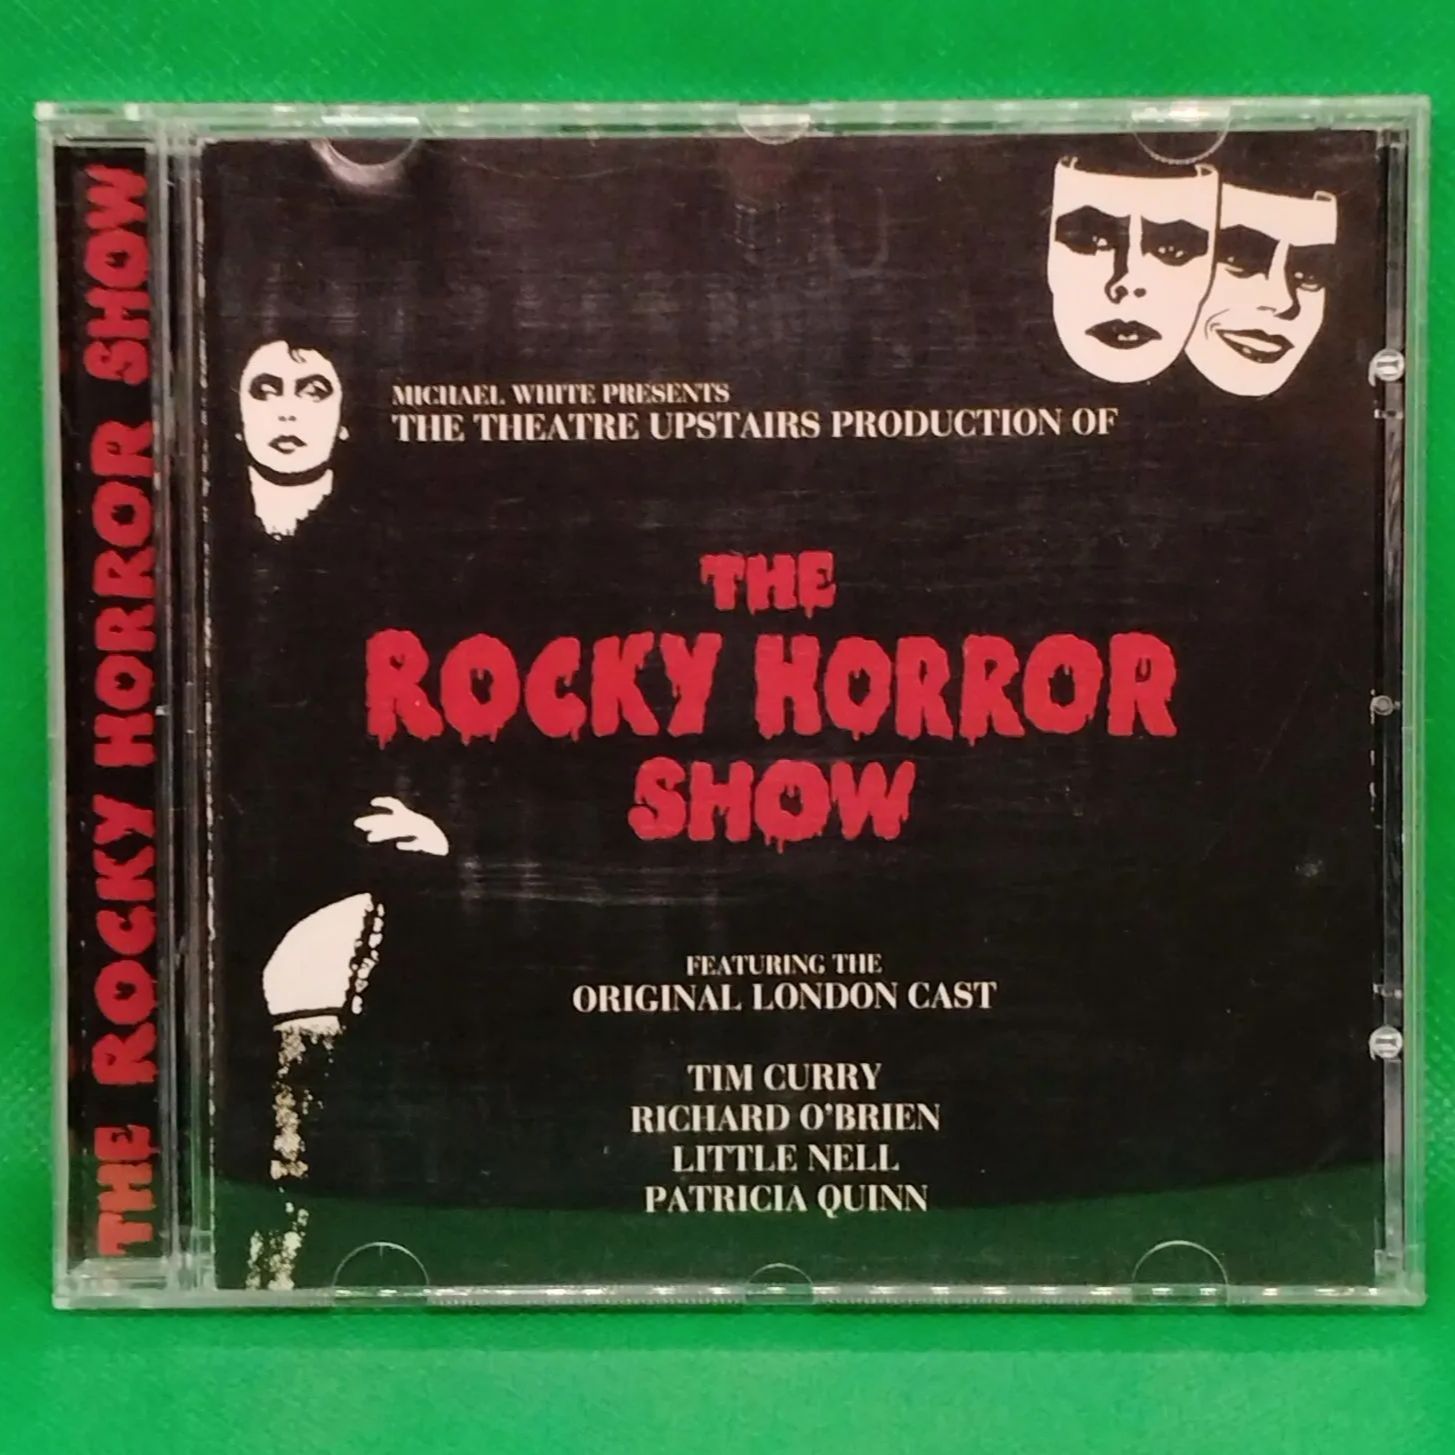 THE ROCKY HORROR SHOW
MICHAEL WHITE PRESENTS
THE THEATRE UPSTAIRS PRODUCTION OF
THE
ROCKY HORROR
SHOW
FEATURING THE
ORIGINAL LONDON CAST
TIM CURRY
RICHARD O'BRIEN
LITTLE NELL
PATRICIA QUINN